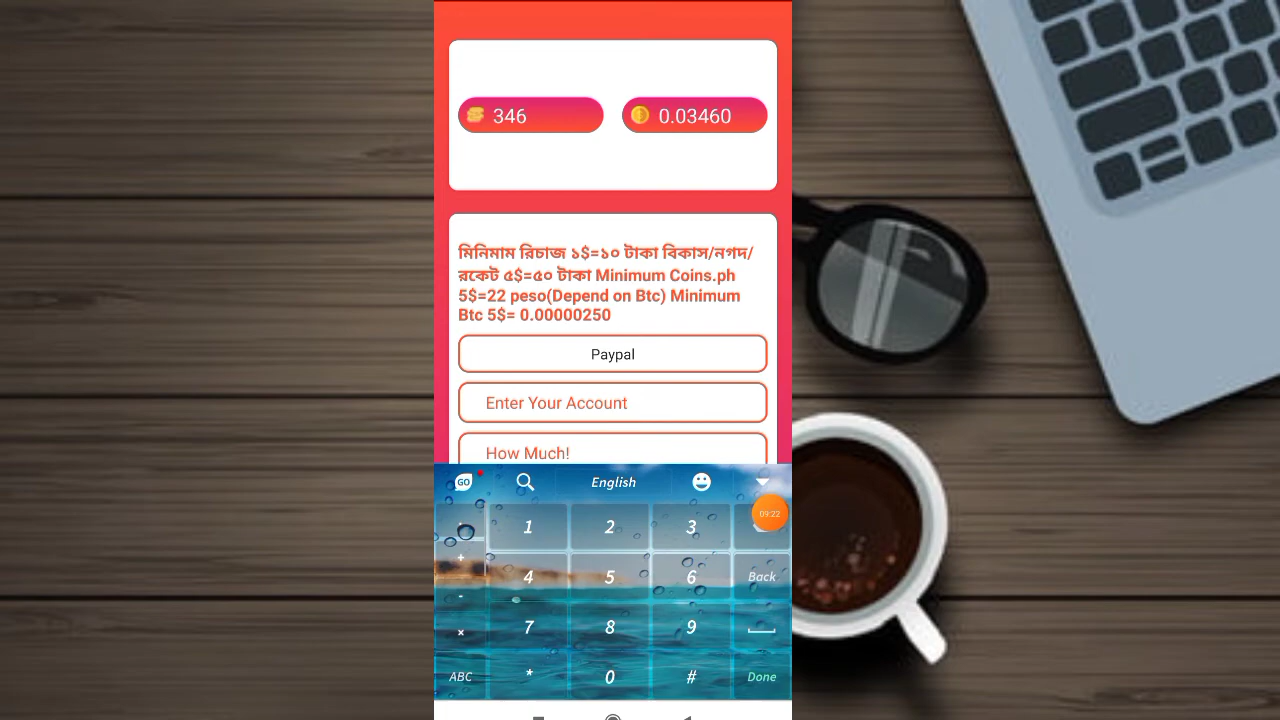 346
0.03460
মিনিমাম রিচাজ ১$=১০ টাকা বিকাস/নগদ/
রকেট ৫$=৫০ টাকা Minimum Coins.ph
5$=22 peso(Depend on Btc) Minimum
Btc 5$= 0.00000250
Paypal
Enter Your Account
How Much!
GO
English
09:22
1 2 3
+
4 5 6 Back
-
7 8 9
×
ABC * 0 # Done